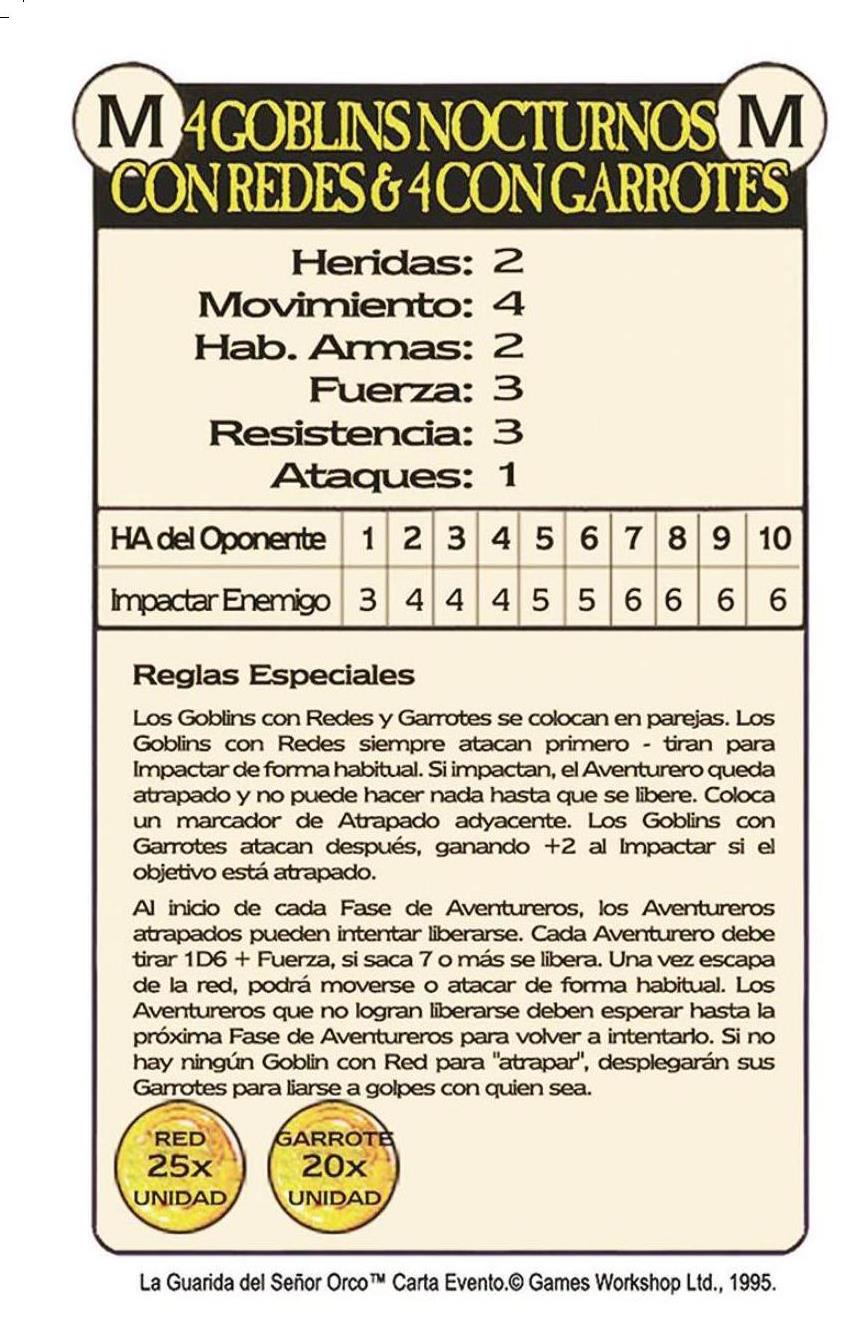 M 4 GOBLINS NOCTURNOS M
CON REDES & 4 CON GARROTES
Heridas: 2
Movimiento: 4
Hab. Armas: 2
Fuerza: 3
Resistencia: 3
Ataques: 1
HA del Oponente 1 2 3 4 5 6 7 8 9 10
Impactar Enemigo 3 4 4 4 5 5 6 6 6 6
Reglas Especiales
Los Goblins con Redes y Garrotes se colocan en parejas. Los
Goblins con Redes siempre atacan primero - tiran para
Impactar de forma habitual. Si impactan, el Aventurero queda
atrapado y no puede hacer nada hasta que se libere. Coloca
un marcador de Atrapado adyacente. Los Goblins con
Garrotes atacan después, ganando +2 al Impactar si el
objetivo está atrapado.
Al inicio de cada Fase de Aventureros, los Aventureros
atrapados pueden intentar liberarse. Cada Aventurero debe
tirar 1D6 + Fuerza, si saca 7 o más se libera. Una vez escapa
de la red, podrá moverse o atacar de forma habitual. Los
Aventureros que no logran liberarse deben esperar hasta la
próxima Fase de Aventureros para volver a intentarlo. Si no
hay ningún Goblin con Red para "atrapar", desplegarán sus
Garrotes para liarse a golpes con quien sea.
RED
25x
UNIDAD
GARROTE
20x
UNIDAD
La Guarida del Señor Orco™ Carta Evento.© Games Workshop Ltd., 1995.